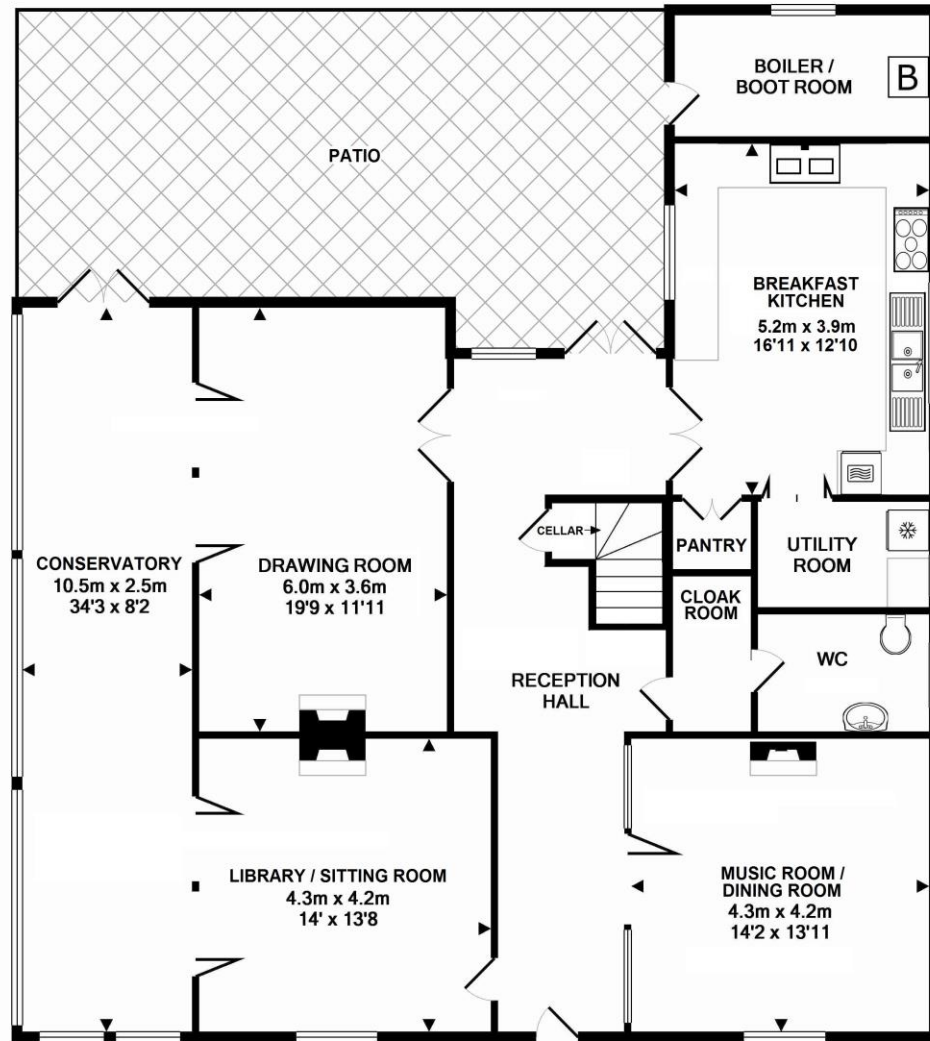 BOILER /
BOOT ROOM
B
PATIO
BREAKFAST
KITCHEN
5.2m x 3.9m
16'11 x 12'10
CONSERVATORY
10.5m x 2.5m
34'3 x 8'2
DRAWING ROOM
6.0m x 3.6m
19'9 x 11'11
CELLAR
PANTRY
UTILITY
ROOM
CLOAK
ROOM
WC
RECEPTION
HALL
LIBRARY / SITTING ROOM
4.3m x 4.2m
14' x 13'8
MUSIC ROOM /
DINING ROOM
4.3m x 4.2m
14'2 x 13'11